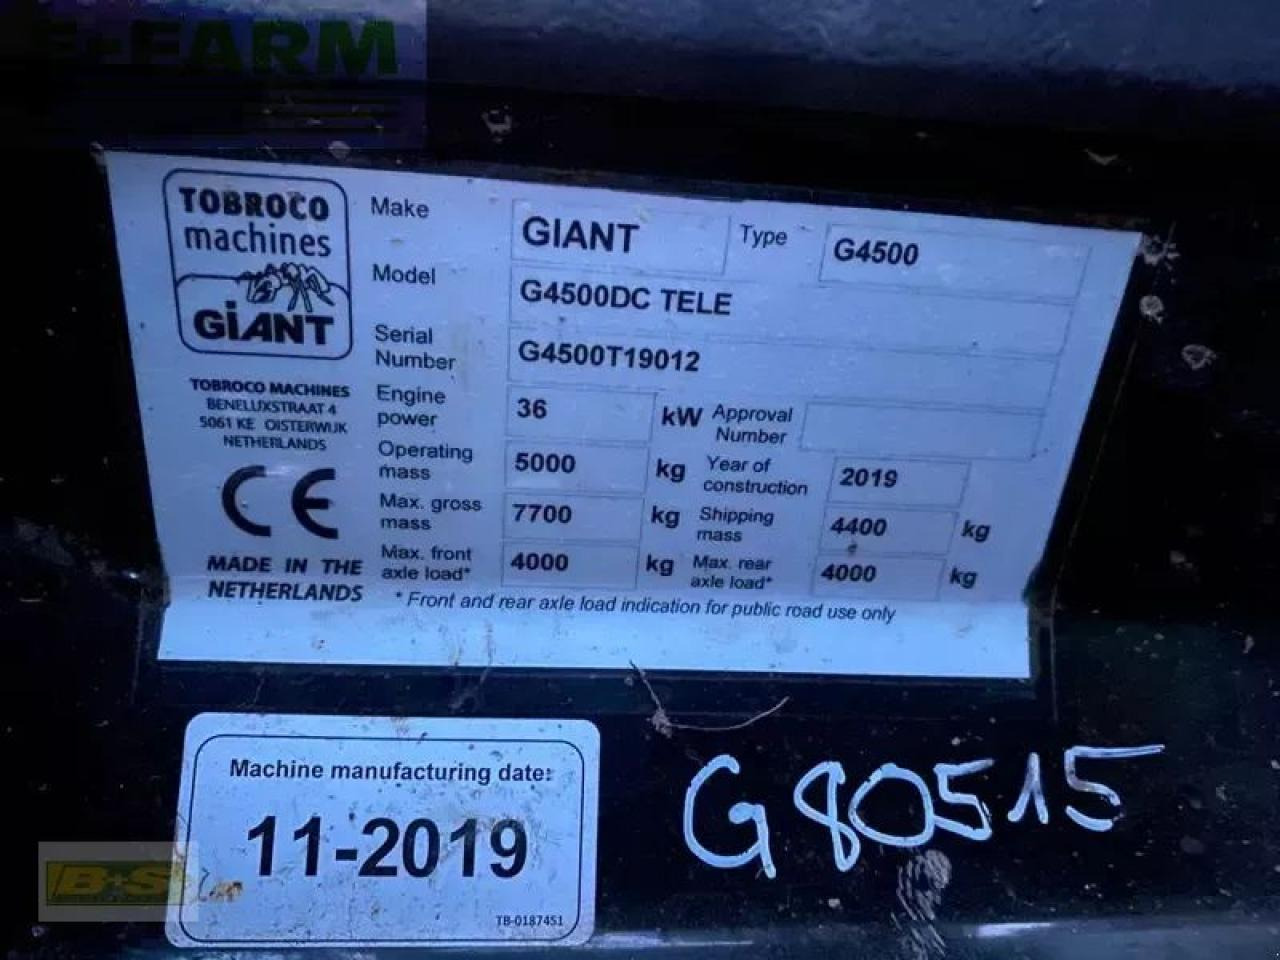 E-FARM
TOBROCO
machines
GiANT
TOBROCO MACHINES
BENELUXSTRAAT 4
5061 KE OISTERWIJK
NETHERLANDS
CE
MADE IN THE
NETHERLANDS
Make GIANT Type G4500
Model G4500DC TELE
Serial
Number G4500T19012
Engine
power 36 kW Approval
Number
Operating
mass 5000 kg Year of
construction 2019
Max. gross
mass 7700 kg Shipping
mass 4400 kg
Max. front
axle load* 4000 kg Max. rear
axle load* 4000 kg
* Front and rear axle load indication for public road use only
Machine manufacturing date:
11-2019
TB-0187451
G80515
B+S